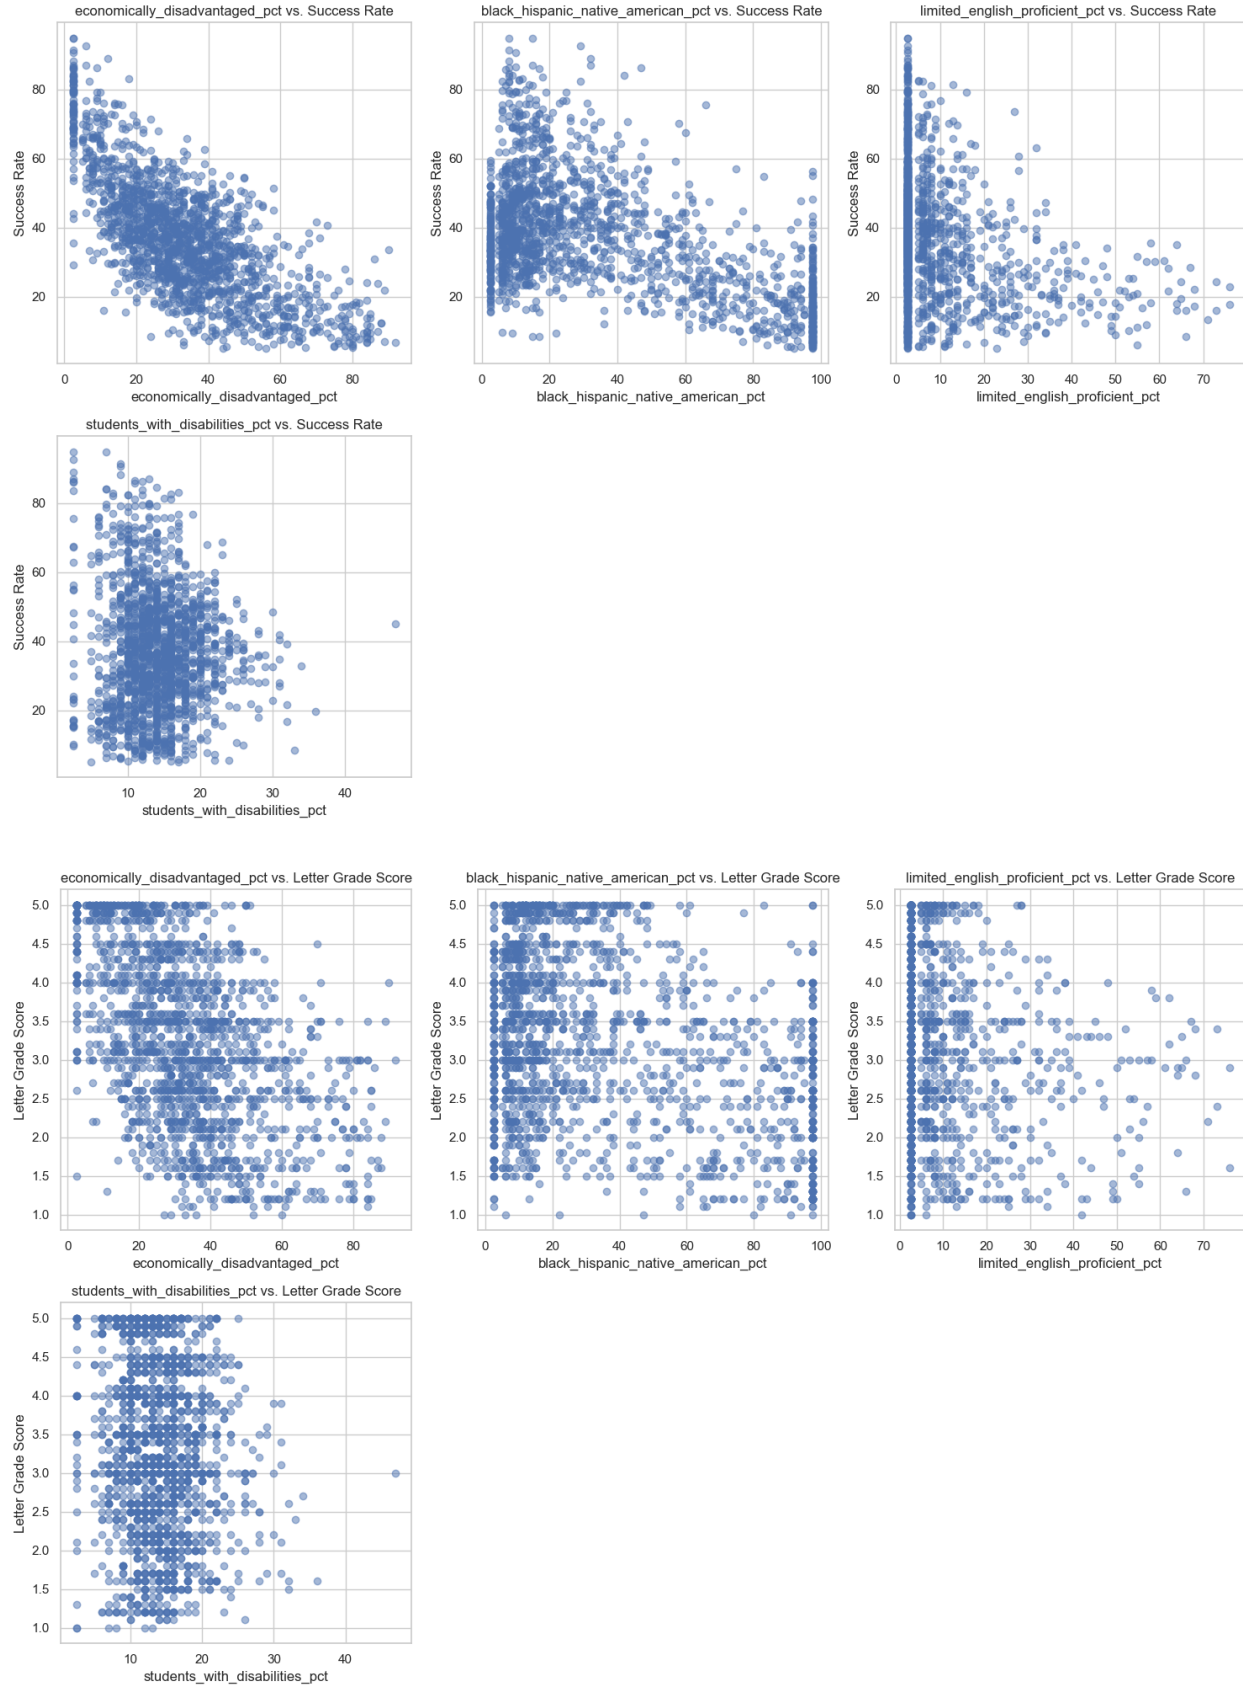 economically_disadvantaged_pct vs. Success Rate
80
60
40
20
Success Rate
0 20 40 60 80
economically_disadvantaged_pct
black_hispanic_native_american_pct vs. Success Rate
80
60
40
20
Success Rate
0 20 40 60 80 100
black_hispanic_native_american_pct
limited_english_proficient_pct vs. Success Rate
80
60
40
20
Success Rate
0 10 20 30 40 50 60 70
limited_english_proficient_pct
students_with_disabilities_pct vs. Success Rate
80
60
40
20
Success Rate
10 20 30 40
students_with_disabilities_pct
economically_disadvantaged_pct vs. Letter Grade Score
5.0
4.5
4.0
3.5
3.0
2.5
2.0
1.5
1.0
Letter Grade Score
0 20 40 60 80
economically_disadvantaged_pct
black_hispanic_native_american_pct vs. Letter Grade Score
5.0
4.5
4.0
3.5
3.0
2.5
2.0
1.5
1.0
Letter Grade Score
0 20 40 60 80 100
black_hispanic_native_american_pct
limited_english_proficient_pct vs. Letter Grade Score
5.0
4.5
4.0
3.5
3.0
2.5
2.0
1.5
1.0
Letter Grade Score
0 10 20 30 40 50 60 70
limited_english_proficient_pct
students_with_disabilities_pct vs. Letter Grade Score
5.0
4.5
4.0
3.5
3.0
2.5
2.0
1.5
1.0
Letter Grade Score
10 20 30 40
students_with_disabilities_pct